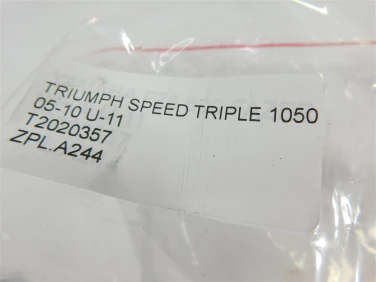 TRIUMPH SPEED TRIPLE 1050
05-10 U-11
T2020357
ZPL.A244